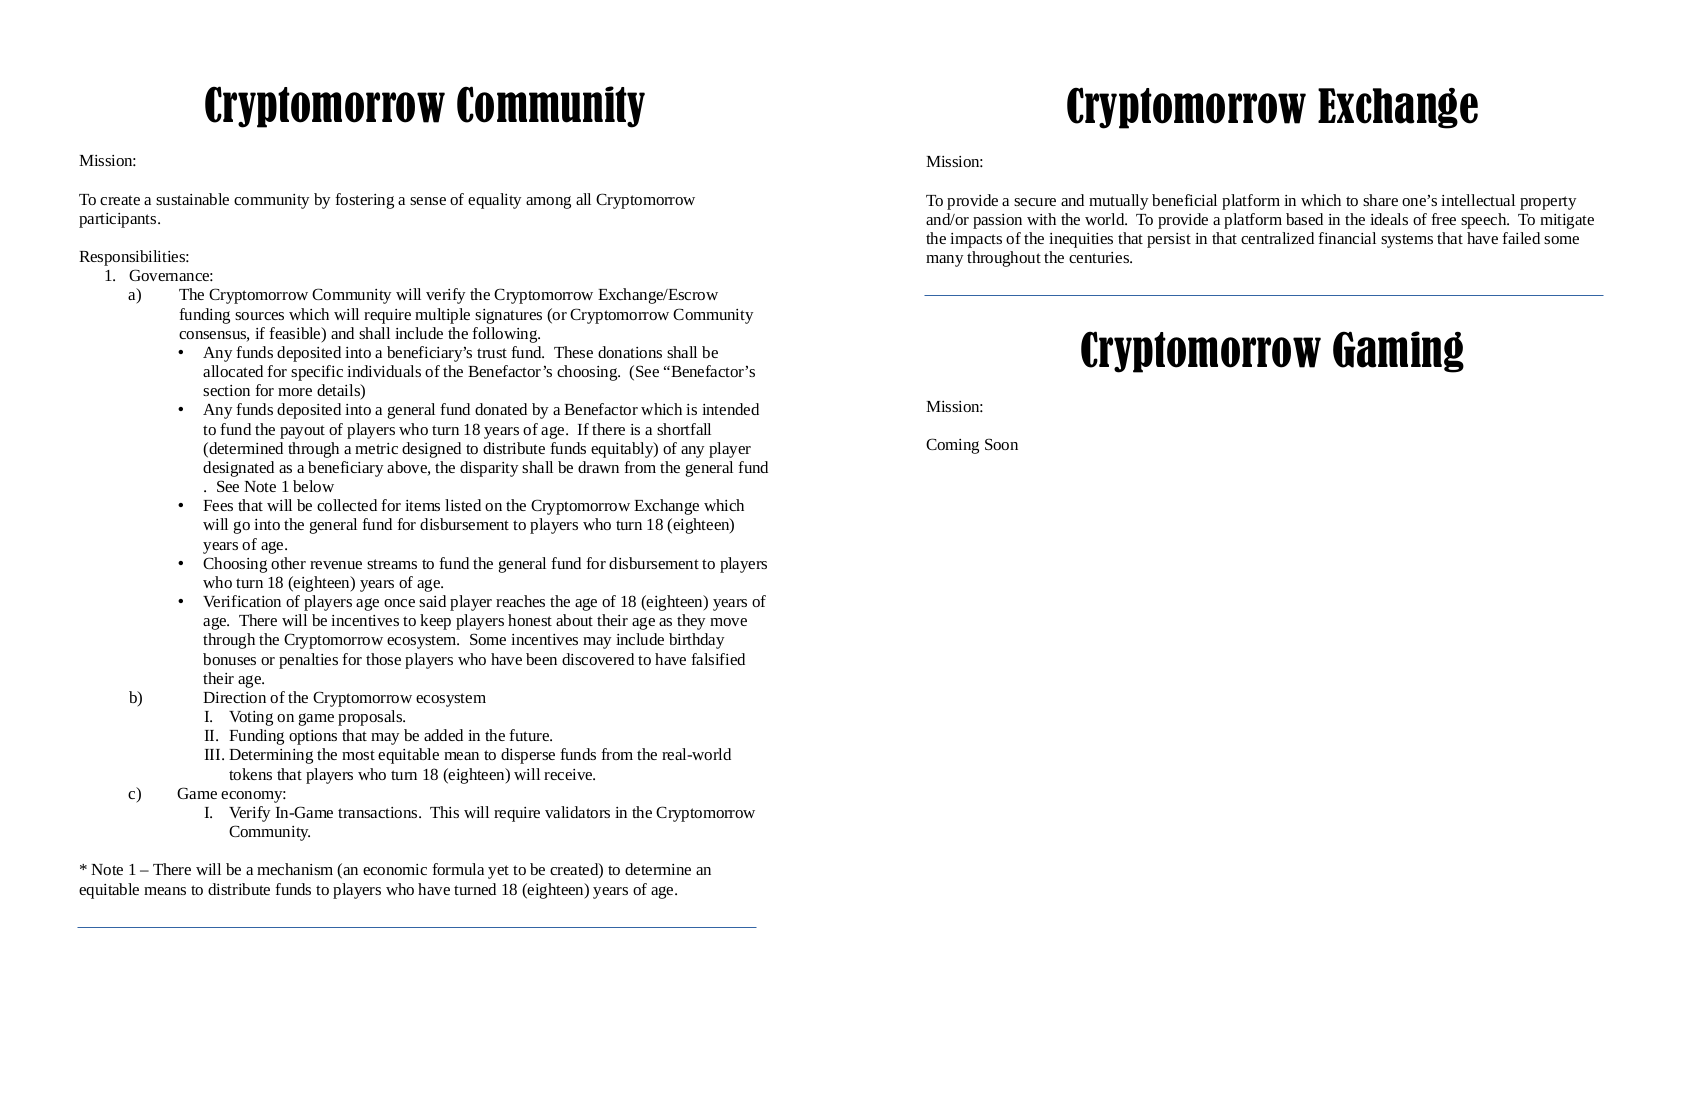 Cryptomorrow Community
Mission:
To create a sustainable community by fostering a sense of equality among all Cryptomorrow
participants.
Responsibilities:
1. Governance:
a) The Cryptomorrow Community will verify the Cryptomorrow Exchange/Escrow
funding sources which will require multiple signatures (or Cryptomorrow Community
consensus, if feasible) and shall include the following.
• Any funds deposited into a beneficiary’s trust fund. These donations shall be
allocated for specific individuals of the Benefactor’s choosing. (See “Benefactor’s
section for more details)
• Any funds deposited into a general fund donated by a Benefactor which is intended
to fund the payout of players who turn 18 years of age. If there is a shortfall
(determined through a metric designed to distribute funds equitably) of any player
designated as a beneficiary above, the disparity shall be drawn from the general fund
. See Note 1 below
• Fees that will be collected for items listed on the Cryptomorrow Exchange which
will go into the general fund for disbursement to players who turn 18 (eighteen)
years of age.
• Choosing other revenue streams to fund the general fund for disbursement to players
who turn 18 (eighteen) years of age.
• Verification of players age once said player reaches the age of 18 (eighteen) years of
age. There will be incentives to keep players honest about their age as they move
through the Cryptomorrow ecosystem. Some incentives may include birthday
bonuses or penalties for those players who have been discovered to have falsified
their age.
b) Direction of the Cryptomorrow ecosystem
I. Voting on game proposals.
II. Funding options that may be added in the future.
III. Determining the most equitable mean to disperse funds from the real-world
tokens that players who turn 18 (eighteen) will receive.
c) Game economy:
I. Verify In-Game transactions. This will require validators in the Cryptomorrow
Community.
* Note 1 – There will be a mechanism (an economic formula yet to be created) to determine an
equitable means to distribute funds to players who have turned 18 (eighteen) years of age.
Cryptomorrow Exchange
Mission:
To provide a secure and mutually beneficial platform in which to share one’s intellectual property
and/or passion with the world. To provide a platform based in the ideals of free speech. To mitigate
the impacts of the inequities that persist in that centralized financial systems that have failed some
many throughout the centuries.
Cryptomorrow Gaming
Mission:
Coming Soon